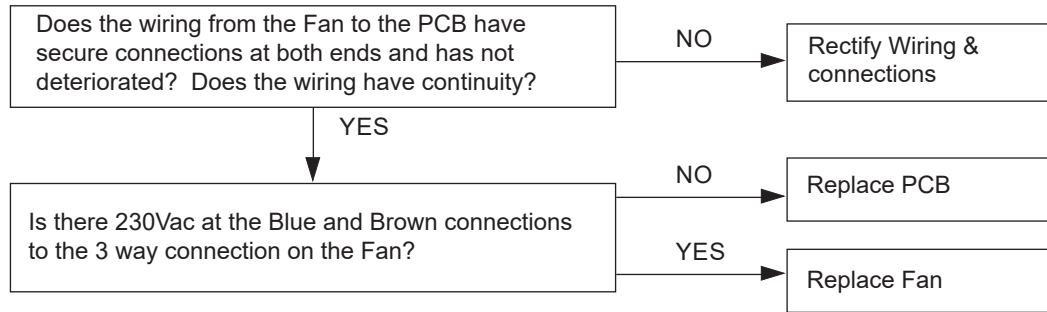 Does the wiring from the Fan to the PCB have
secure connections at both ends and has not
deteriorated?  Does the wiring have continuity?
NO
Rectify Wiring &
connections
YES
Is there 230Vac at the Blue and Brown connections
to the 3 way connection on the Fan?
NO
Replace PCB
YES
Replace Fan